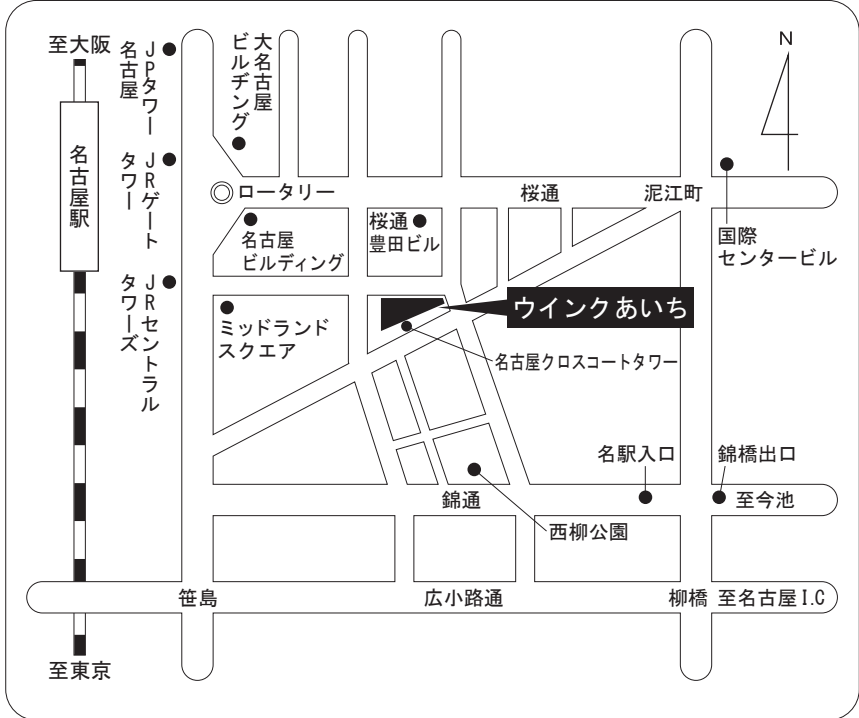 至大阪
JPタワー
名古屋
大名古屋
ビルヂング
N
名古屋駅
JRゲート
タワー
ロータリー
桜通
泥江町
名古屋
ビルディング
桜通
豊田ビル
国際
センタービル
JRセントラル
タワーズ
ミッドランド
スクエア
ウインクあいち
名古屋クロスコートタワー
名駅入口
錦橋出口
錦通
至今池
西柳公園
笹島
広小路通
柳橋
至名古屋I.C
至東京